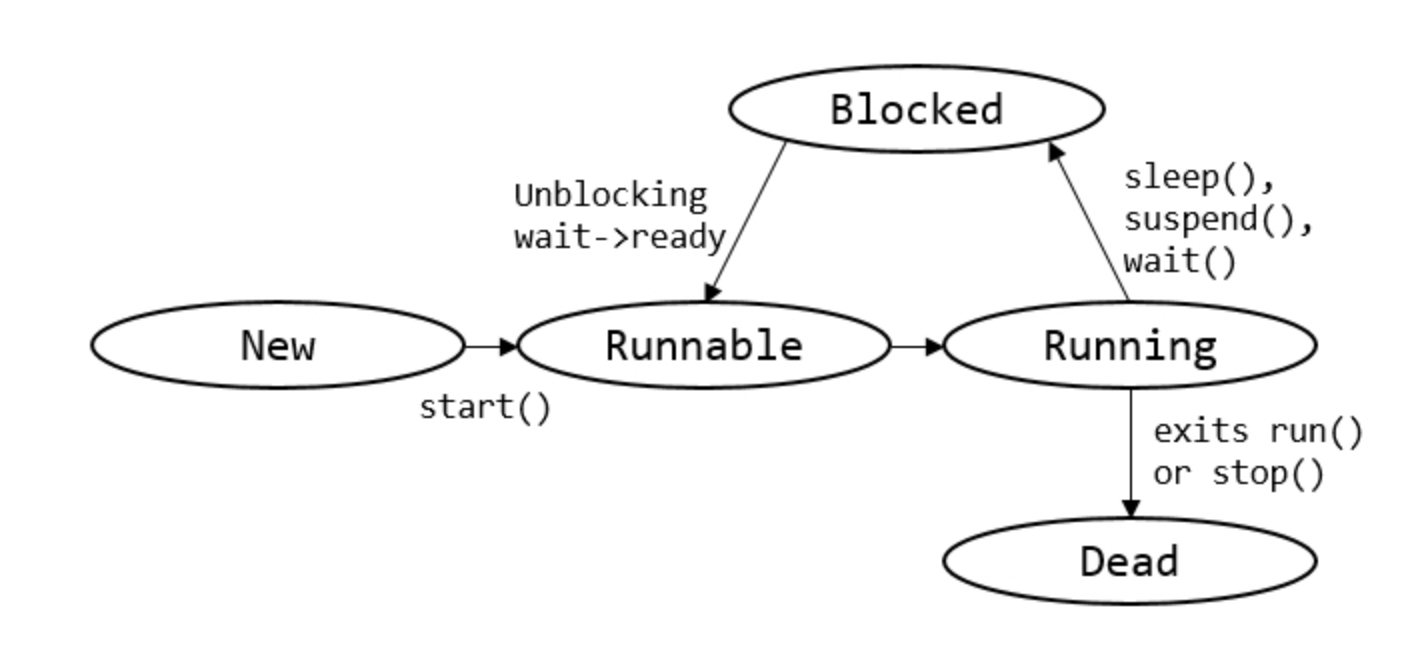 Blocked
Unblocking
wait->ready
sleep(),
suspend(),
wait()
New
Runnable
Running
start()
exits run()
or stop()
Dead